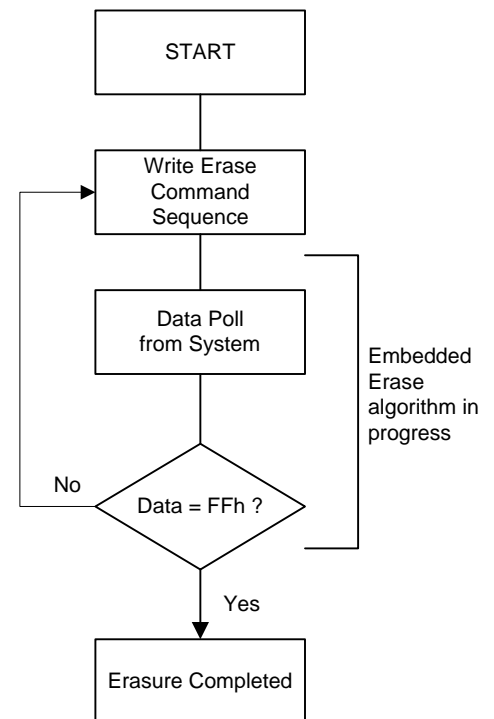 START
Write Erase
Command
Sequence
Data Poll
from System
Embedded
Erase
algorithm in
progress
No
Data = FFh ?
Yes
Erasure Completed